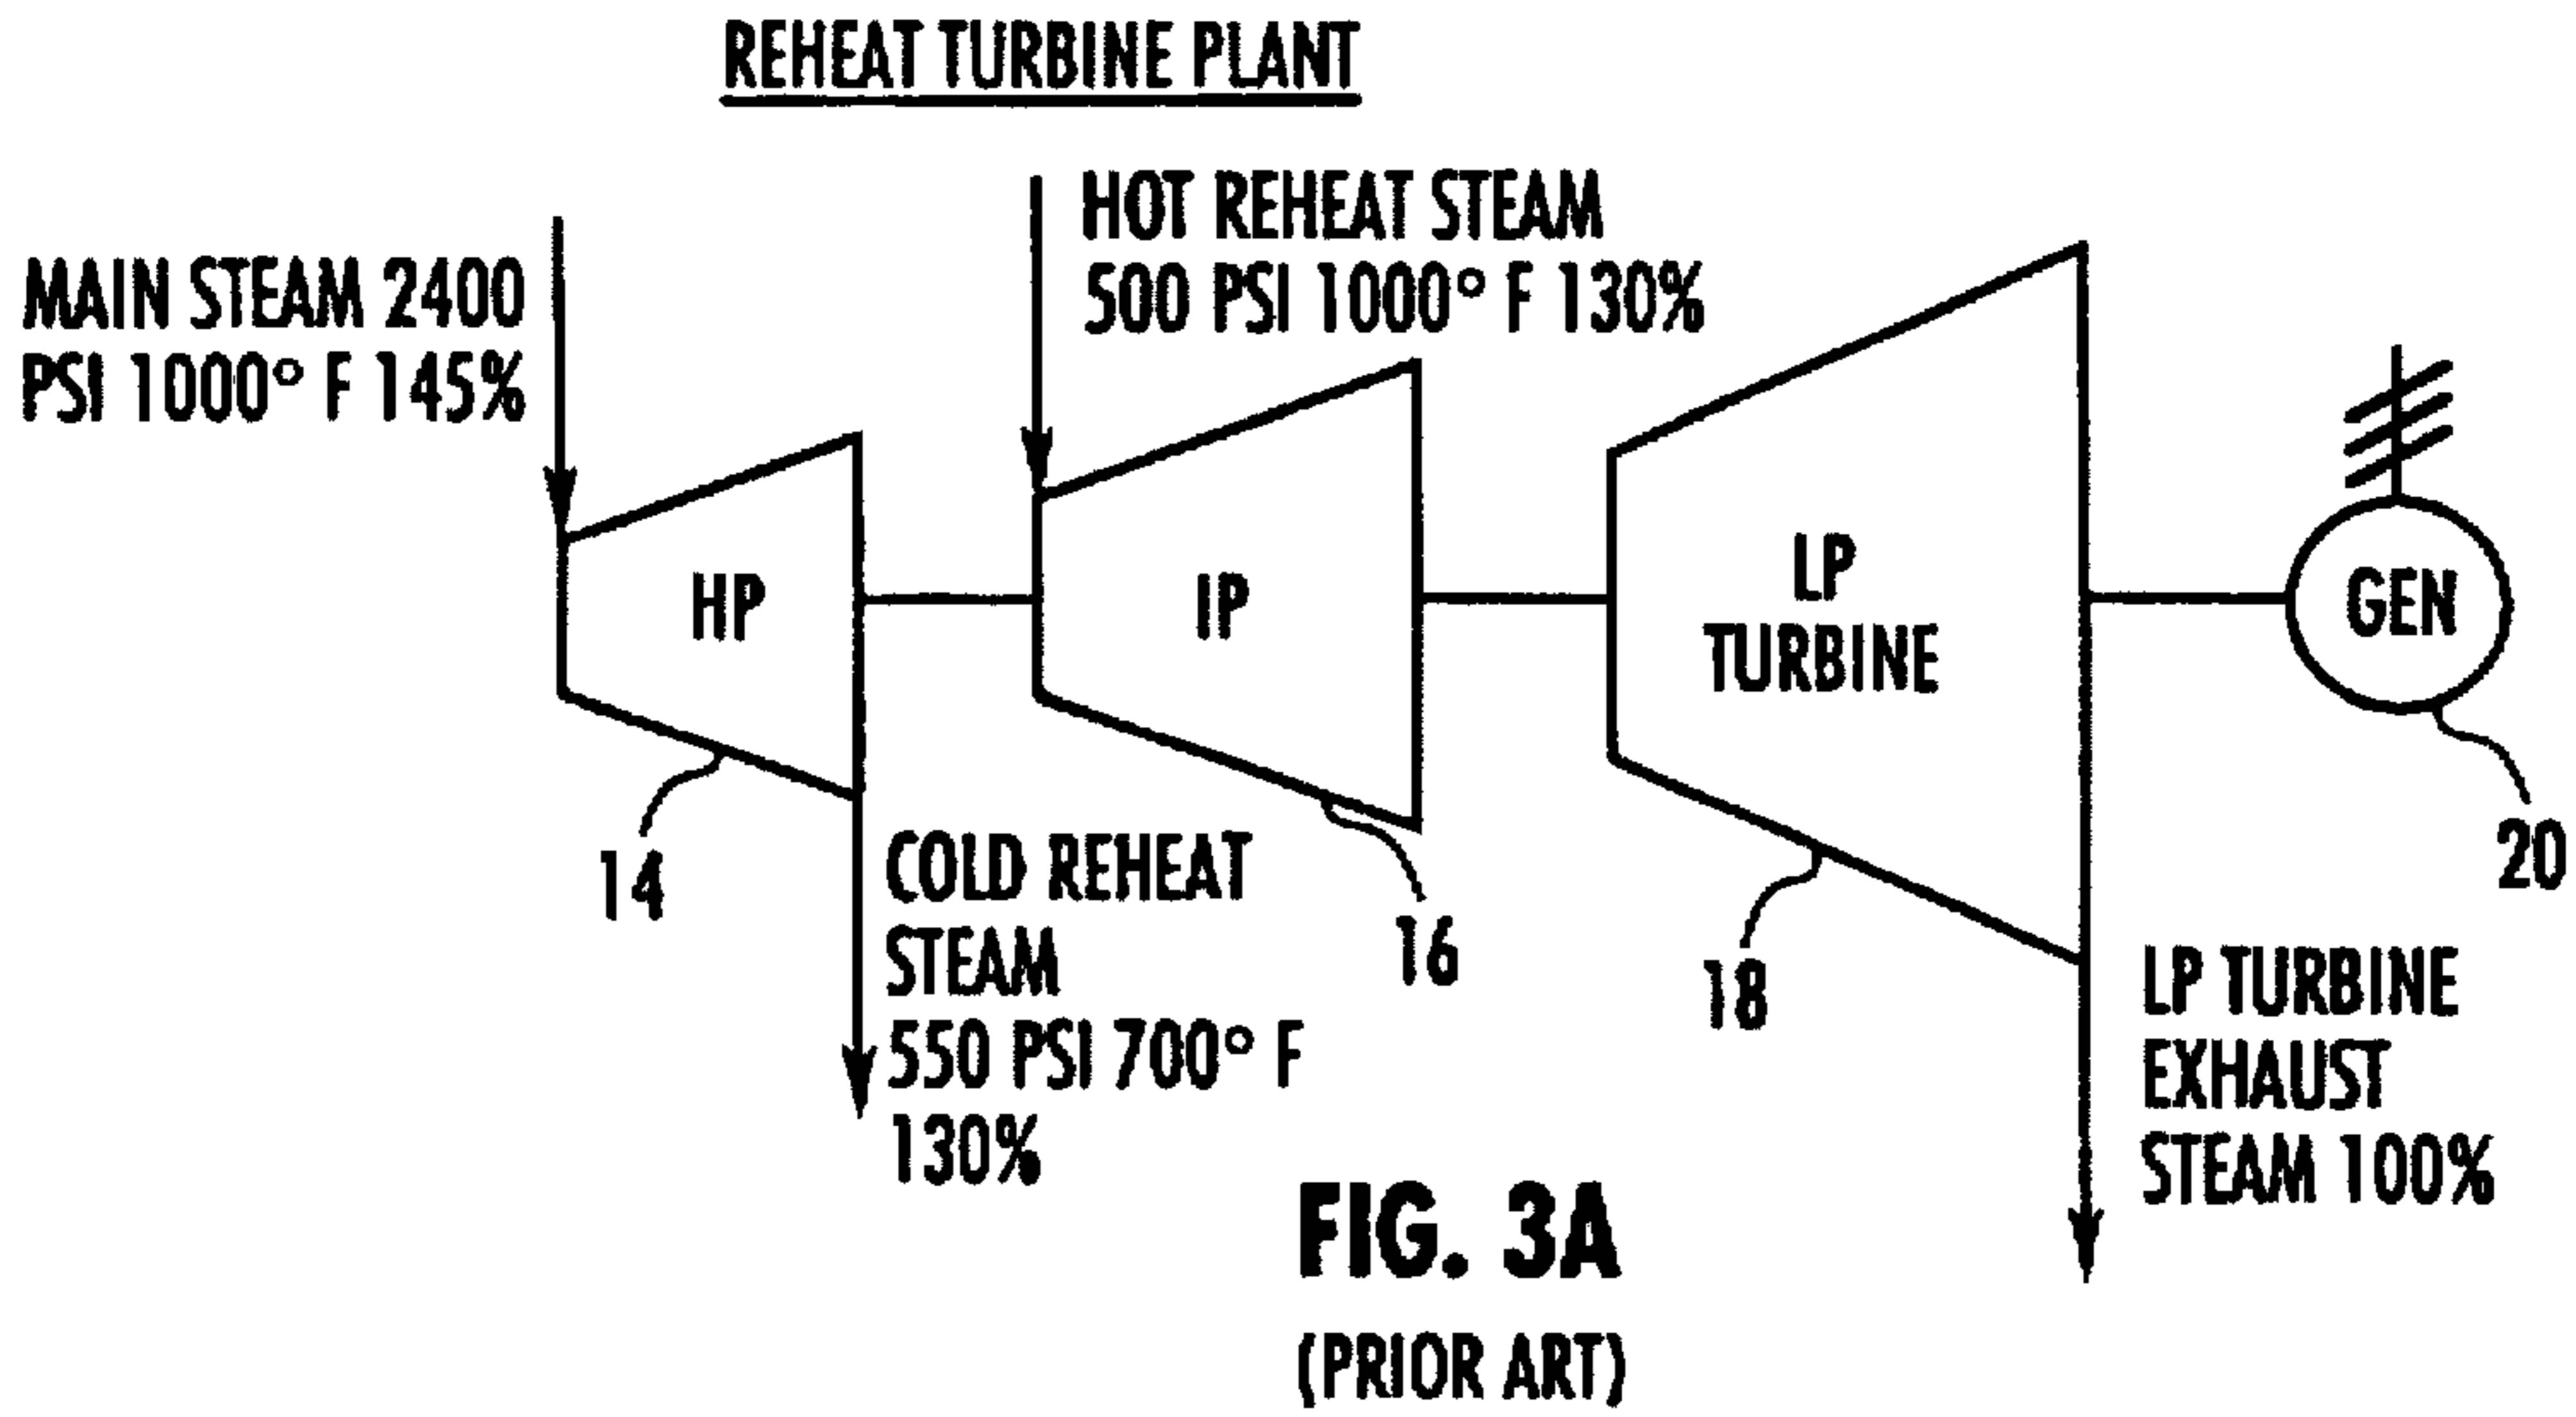 REHEAT TURBINE PLANT
MAIN STEAM 2400
PSI 1000° F 145%
HOT REHEAT STEAM
500 PSI 1000° F 130%
HP
IP
LP
TURBINE
GEN
14
COLD REHEAT
STEAM
550 PSI 700° F
130%
16
18
20
LP TURBINE
EXHAUST
STEAM 100%
FIG. 3A
(PRIOR ART)